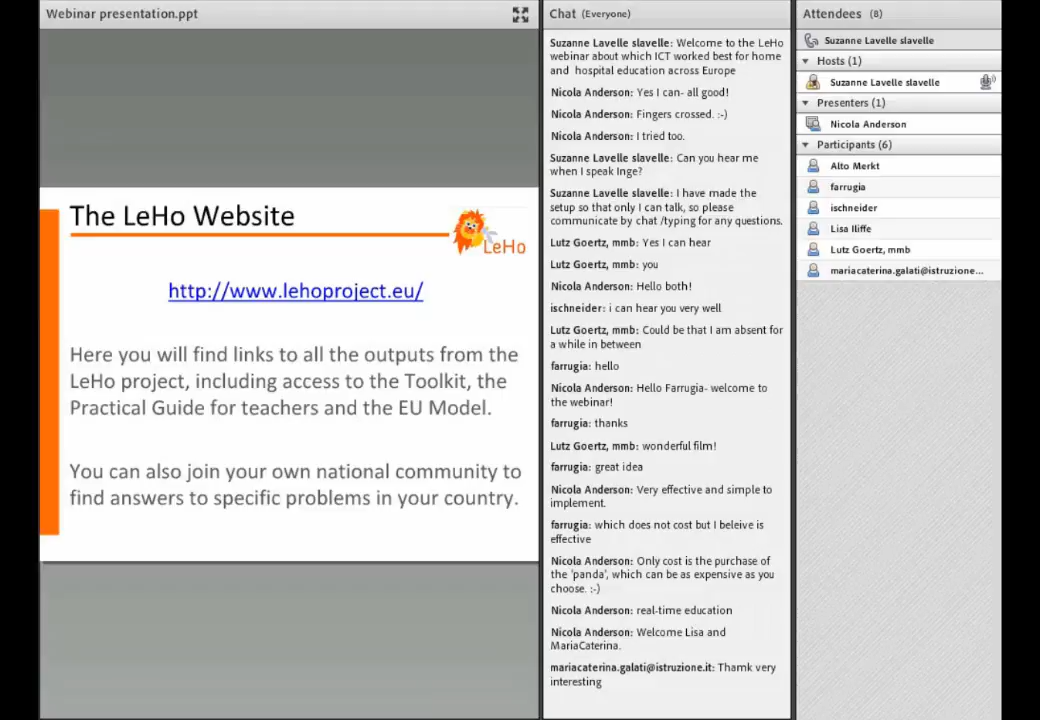 Webinar presentation.ppt
The LeHo Website
LeHo
http://www.lehoproject.eu/
Here you will find links to all the outputs from the
LeHo project, including access to the Toolkit, the
Practical Guide for teachers and the EU Model.
You can also join your own national community to
find answers to specific problems in your country.
Chat (Everyone)
Suzanne Lavelle slavelle: Welcome to the LeHo
webinar about which ICT worked best for home
and hospital education across Europe
Nicola Anderson: Yes I can- all good!
Nicola Anderson: Fingers crossed. :-)
Nicola Anderson: I tried too.
Suzanne Lavelle slavelle: Can you hear me
when I speak Inge?
Suzanne Lavelle slavelle: I have made the
setup so that only I can talk, so please
communicate by chat /typing for any questions.
Lutz Goertz, mmb: Yes I can hear
Lutz Goertz, mmb: you
Nicola Anderson: Hello both!
ischneider: i can hear you very well
Lutz Goertz, mmb: Could be that I am absent for
a while in between
farrugia: hello
Nicola Anderson: Hello Farrugia- welcome to
the webinar!
farrugia: thanks
Lutz Goertz, mmb: wonderful film!
farrugia: great idea
Nicola Anderson: Very effective and simple to
implement.
farrugia: which does not cost but I beleive is
effective
Nicola Anderson: Only cost is the purchase of
the 'panda', which can be as expensive as you
choose. :-)
Nicola Anderson: real-time education
Nicola Anderson: Welcome Lisa and
MariaCaterina.
mariacaterina.galati@istruzione.it: Thamk very
interesting
Attendees (8)
Suzanne Lavelle slavelle
Hosts (1)
Suzanne Lavelle slavelle
Presenters (1)
Nicola Anderson
Participants (6)
Alto Merkt
farrugia
ischneider
Lisa Iliffe
Lutz Goertz, mmb
mariacaterina.galati@istruzione...